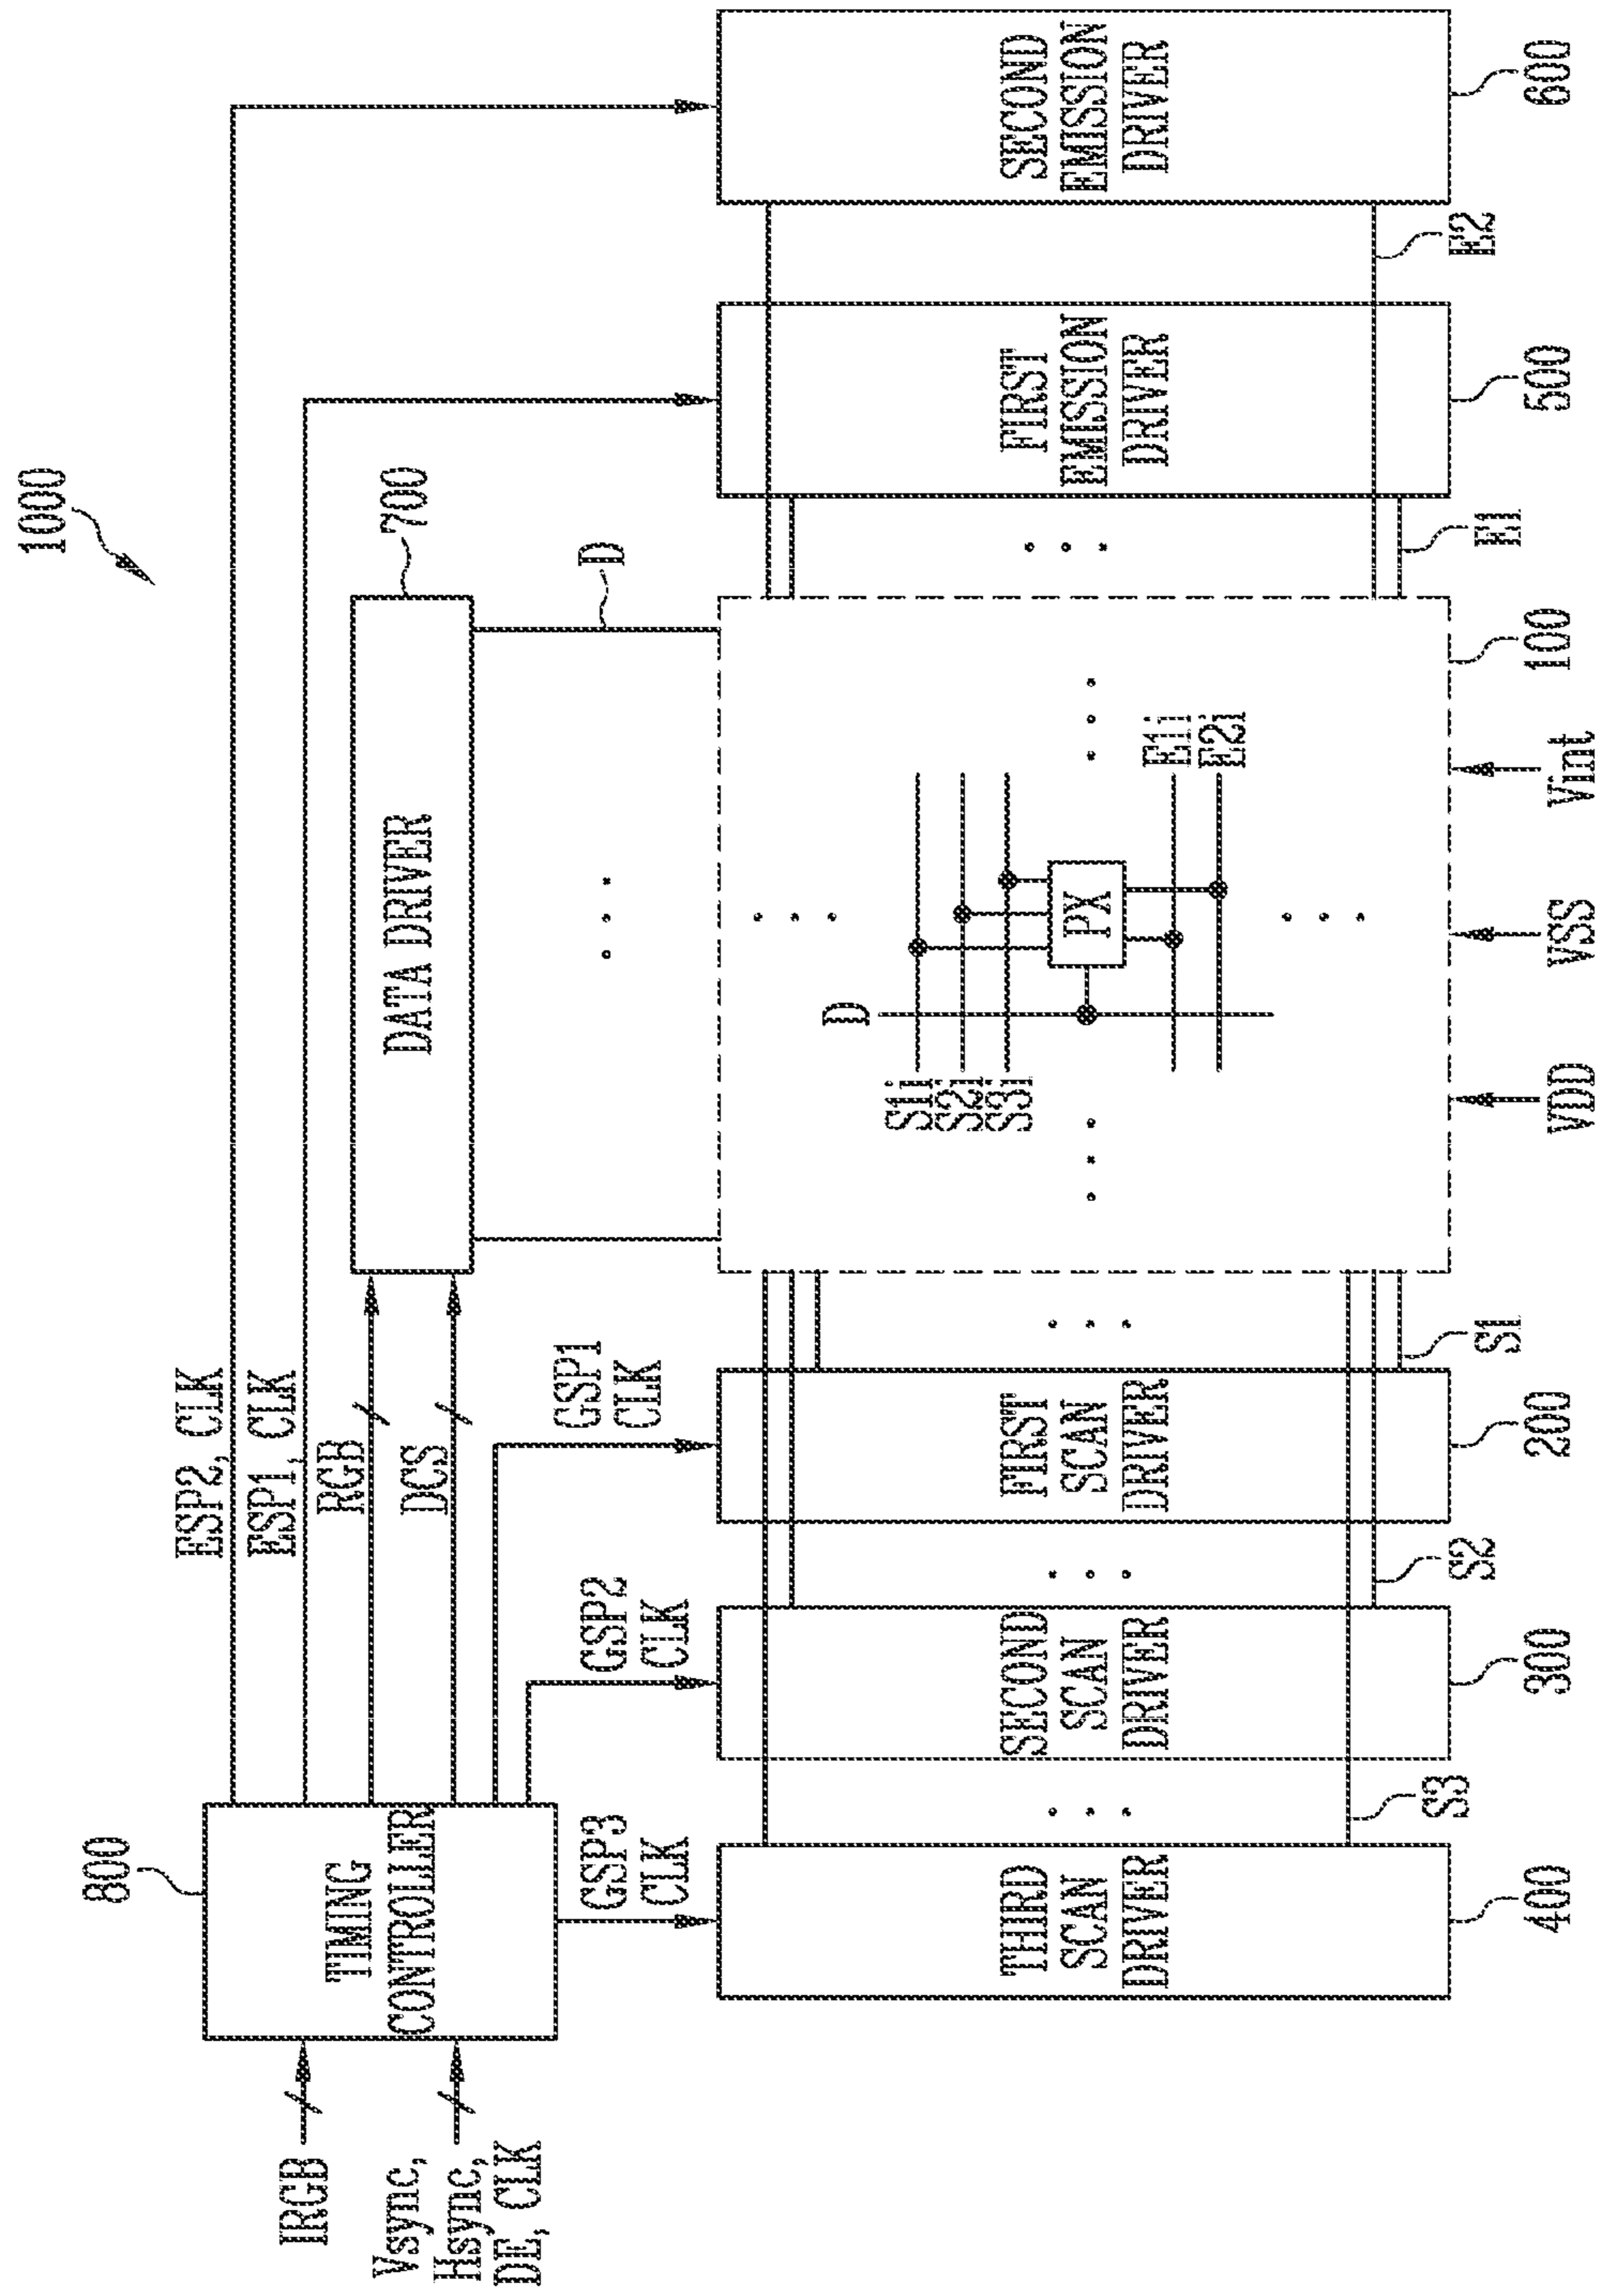 1000
800
ESP2, CLK
ESP1, CLK
RGB
DCS
700
DATA DRIVER
D
IRGB
Vsync,
Hsync,
DE, CLK
TIMING
CONTROLLER
GSP3
CLK
GSP2
CLK
GSP1
CLK
THIRD
SCAN
DRIVER
SECOND
SCAN
DRIVER
FIRST
SCAN
DRIVER
D
S1i
S2i
S3i
PX
E1i
E2i
FIRST
EMISSION
DRIVER
SECOND
EMISSION
DRIVER
S3
S2
S1
E1
E2
400
300
200
100
500
600
VDD
VSS
Vint